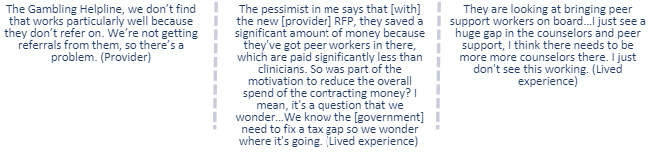 The Gambling Helpline, we don't find
that works particularly well because
they don't refer on. We're not getting
referrals from them, so there's a
problem. (Provider)
The pessimist in me says that [with]
the new [provider] RFP, they saved a
significant amount of money because
they've got peer workers in there,
which are paid significantly less than
clinicians. So was part of the
motivation to reduce the overall
spend of the contracting money? I
mean, it's a question that we
wonder...We know the [government]
need to fix a tax gap so we wonder
where it's going. (Lived experience)
They are looking at bringing peer
support workers on board...I just see a
huge gap in the counselors and peer
support, I think there needs to be
more more counselors there. I just
don't see this working. (Lived
experience)